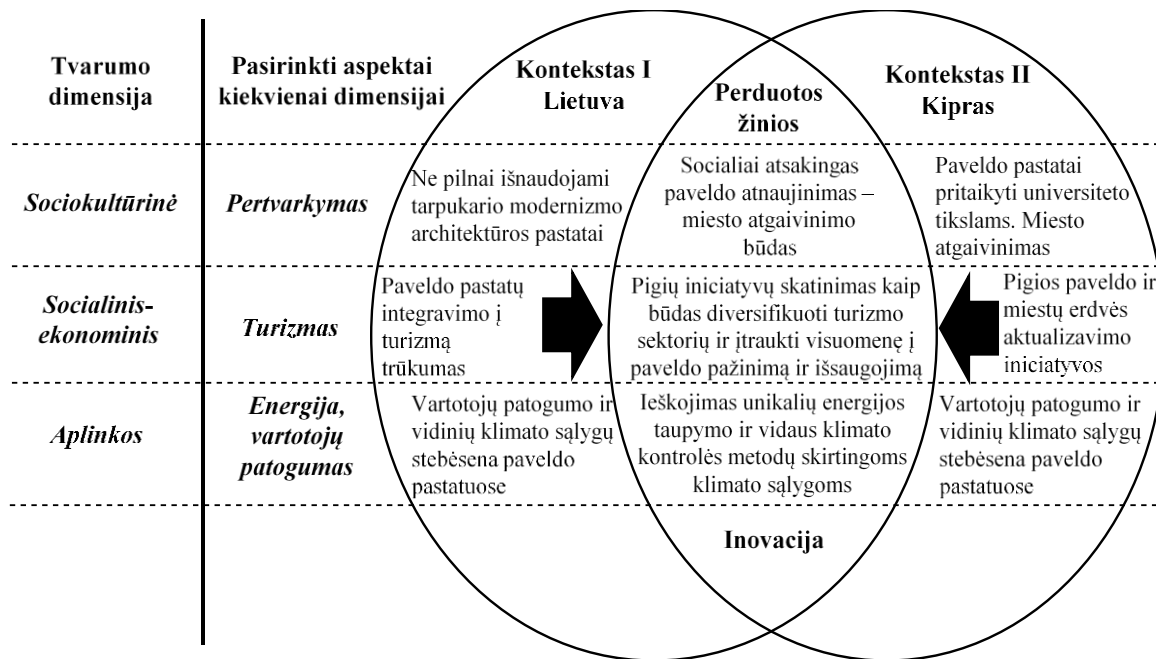 Tvarumo
dimensija
Pasirinkti aspektai
kiekvienai dimensijai
Kontekstas I
Lietuva
Perduotos
žinios
Kontekstas II
Kipras
Sociokultūrinė
Pertvarkymas
Ne pilnai išnaudojami
tarpukario modernizmo
architektūros pastatai
Socialiai atsakingas
paveldo atnaujinimas –
miesto atgaivinimo
būdas
Paveldo pastatai
pritaikyti universiteto
tikslams. Miesto
atgaivinimas
Socialinis-
ekonominis
Turizmas
Paveldo pastatų
integravimo į
turizmą
trūkumas
Pigių iniciatyvų skatinimas kaip
būdas diversifikuoti turizmo
sektorių ir įtraukti visuomenę į
paveldo pažinimą ir išsaugojimą
Pigios paveldo ir
miestų erdvės
aktualizavimo
iniciatyvos
Aplinkos
Energija,
vartotojų
patogumas
Vartotojų patogumo ir
vidinių klimato sąlygų
stebėsena paveldo
pastatuose
Ieškojimas unikalių energijos
taupymo ir vidaus klimato
kontrolės metodų skirtingoms
klimato sąlygoms
Vartotojų patogumo ir
vidinių klimato sąlygų
stebėsena paveldo
pastatuose
Inovacija